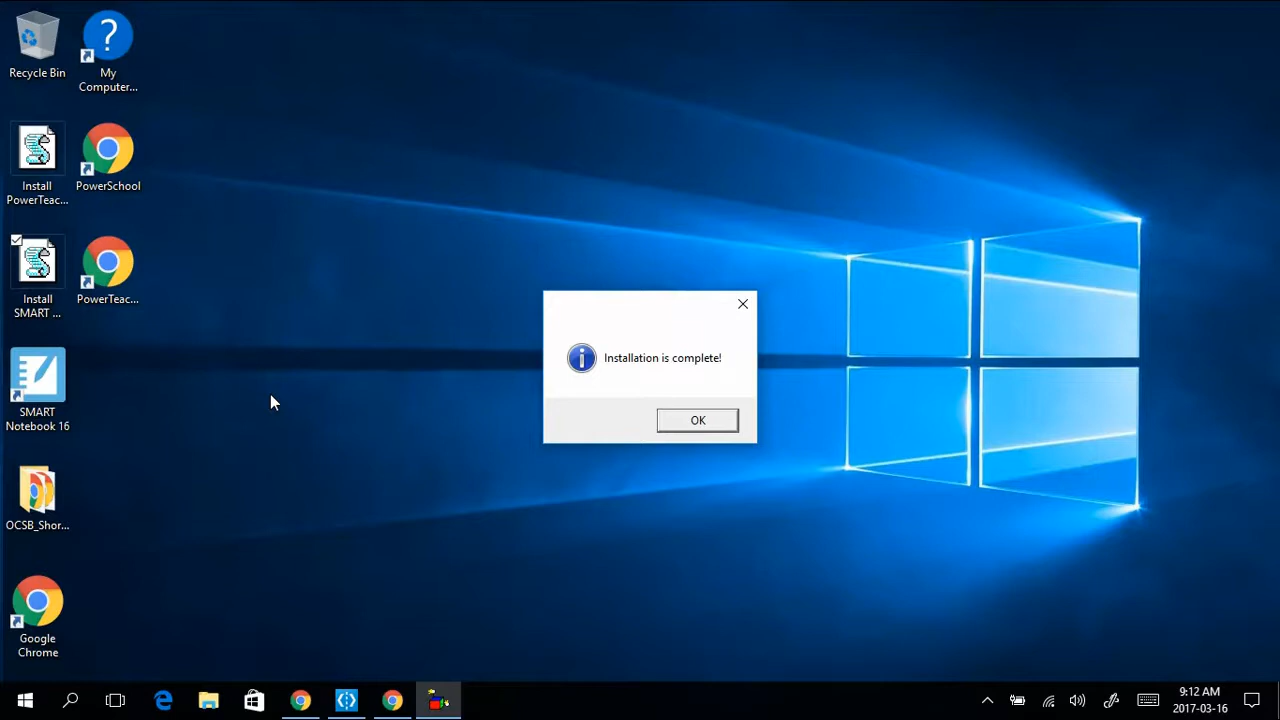 Recycle Bin
My
Computer...
Install
PowerTeac...
PowerSchool
Install
SMART ...
PowerTeac...
SMART
Notebook 16
OCSB_Shor...
Google
Chrome
Installation is complete!
OK
9:12 AM
2017-03-16